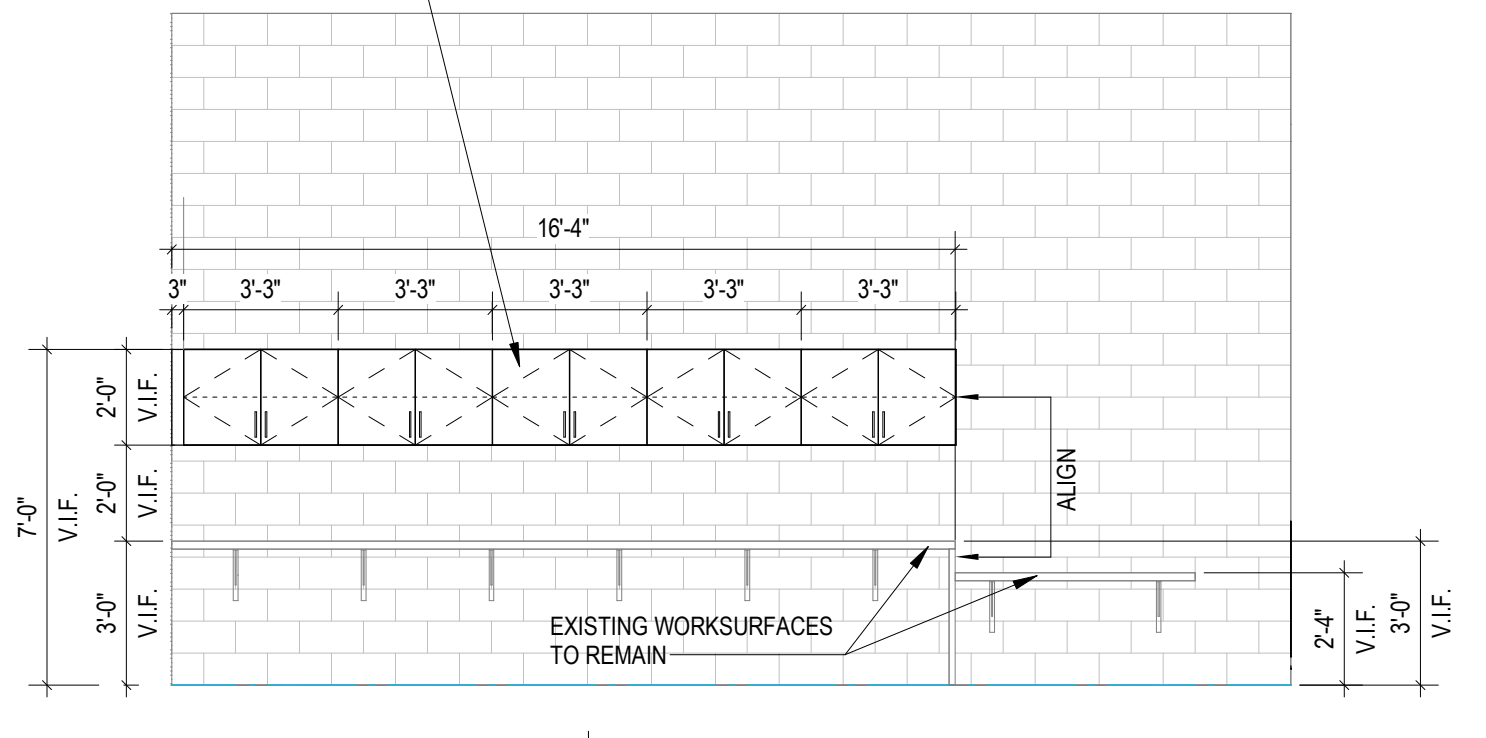 16'-4"
3"
3'-3"
3'-3"
3'-3"
3'-3"
3'-3"
2'-0"
V.I.F.
2'-0"
V.I.F.
7'-0"
V.I.F.
3'-0"
V.I.F.
ALIGN
EXISTING WORKSURFACES
TO REMAIN
2'-4"
V.I.F.
3'-0"
V.I.F.